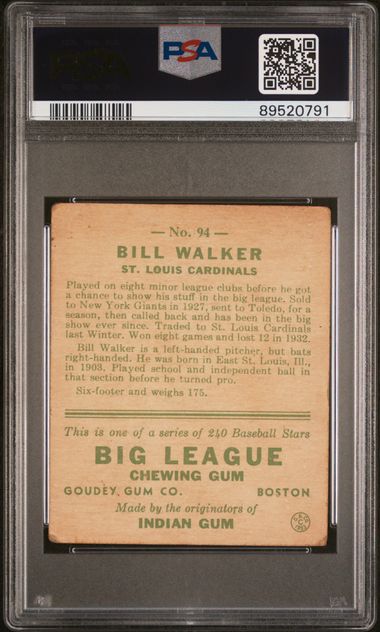 PSA
89520791
— No. 94 —
BILL WALKER
ST. LOUIS CARDINALS
Played on eight minor league clubs before he got
a chance to show his stuff in the big league. Sold
to New York Giants in 1927, sent to Toledo, for a
season, then called back and has been in the big
show ever since. Traded to St. Louis Cardinals
last Winter. Won eight games and lost 12 in 1932.
Bill Walker is a left-handed pitcher, but bats
right-handed. He was born in East St. Louis, Ill.,
in 1903. Played school and independent ball in
that section before he turned pro.
Six-footer and weighs 175.
This is one of a series of 240 Baseball Stars
BIG LEAGUE
CHEWING GUM
GOUDEY GUM CO. BOSTON
Made by the originators of
INDIAN GUM